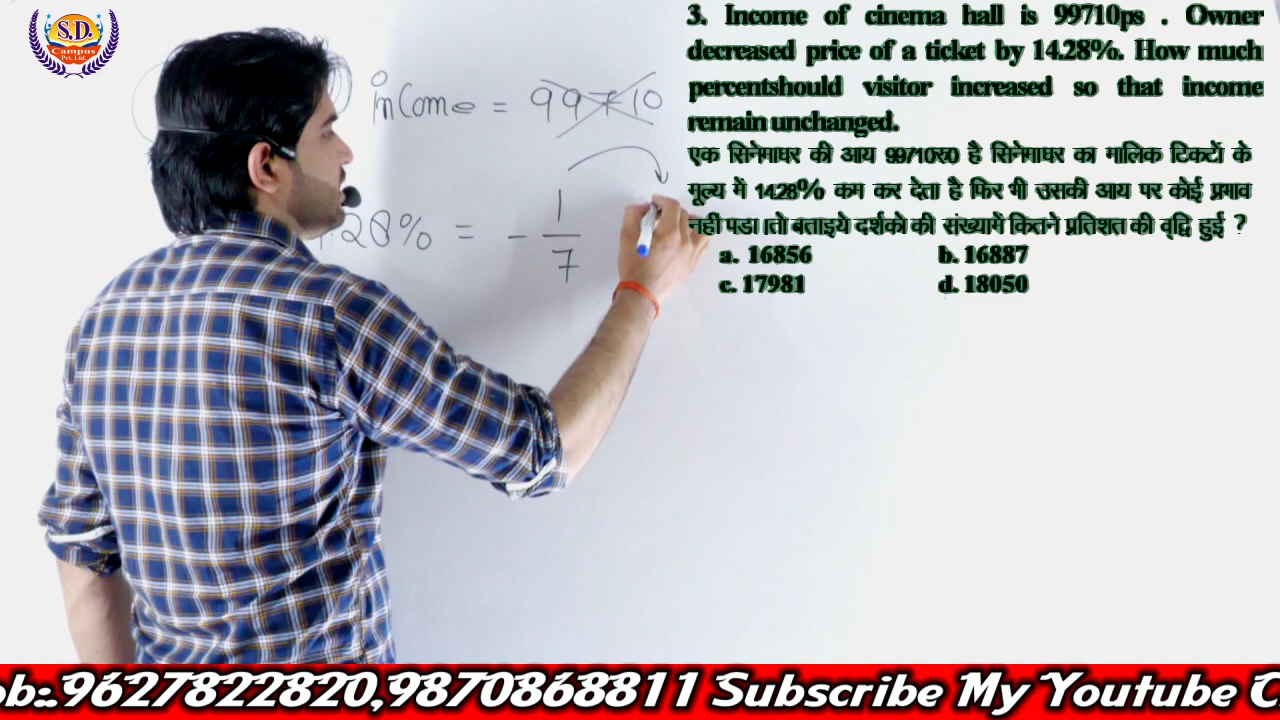 S.D.
Campus
Pvt. Ltd.
income = 99710
.28% = - 1/7
3. Income of cinema hall is 99710ps . Owner
decreased price of a ticket by 14.28%. How much
percentshould visitor increased so that income
remain unchanged.
एक सिनेमाघर की आय 99710रू0 है सिनेमाघर का मालिक टिकटों के
मूल्य में 14.28% कम कर देता है फिर भी उसकी आय पर कोई प्रभाव
नहीं पडा ।तो बताइये दर्शको की संख्यामें कितने प्रतिशत की वृद्वि हुई ?
a. 16856 b. 16887
c. 17981 d. 18050
ob:.9627822820,9870868811 Subscribe My Youtube C